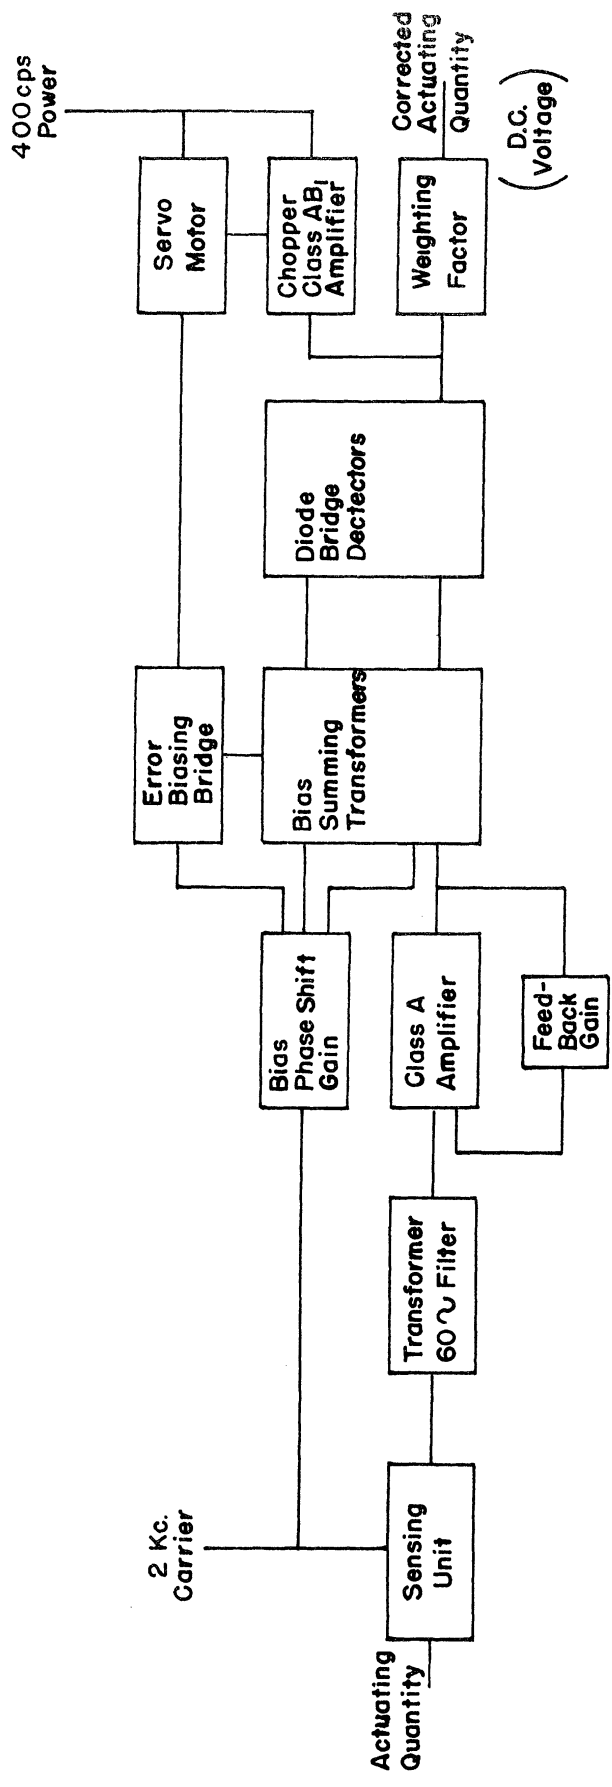 Actuating
Quantity
2 Kc.
Carrier
Sensing
Unit
Transformer
60~ Filter
Bias
Phase Shift
Gain
Class A
Amplifier
Feed-
Back
Gain
Error
Biasing
Bridge
Bias
Summing
Transformers
Diode
Bridge
Dectectors
Servo
Motor
Chopper
Class AB1
Amplifier
Weighting
Factor
400cps
Power
Corrected
Actuating
Quantity
(D.C.
Voltage)